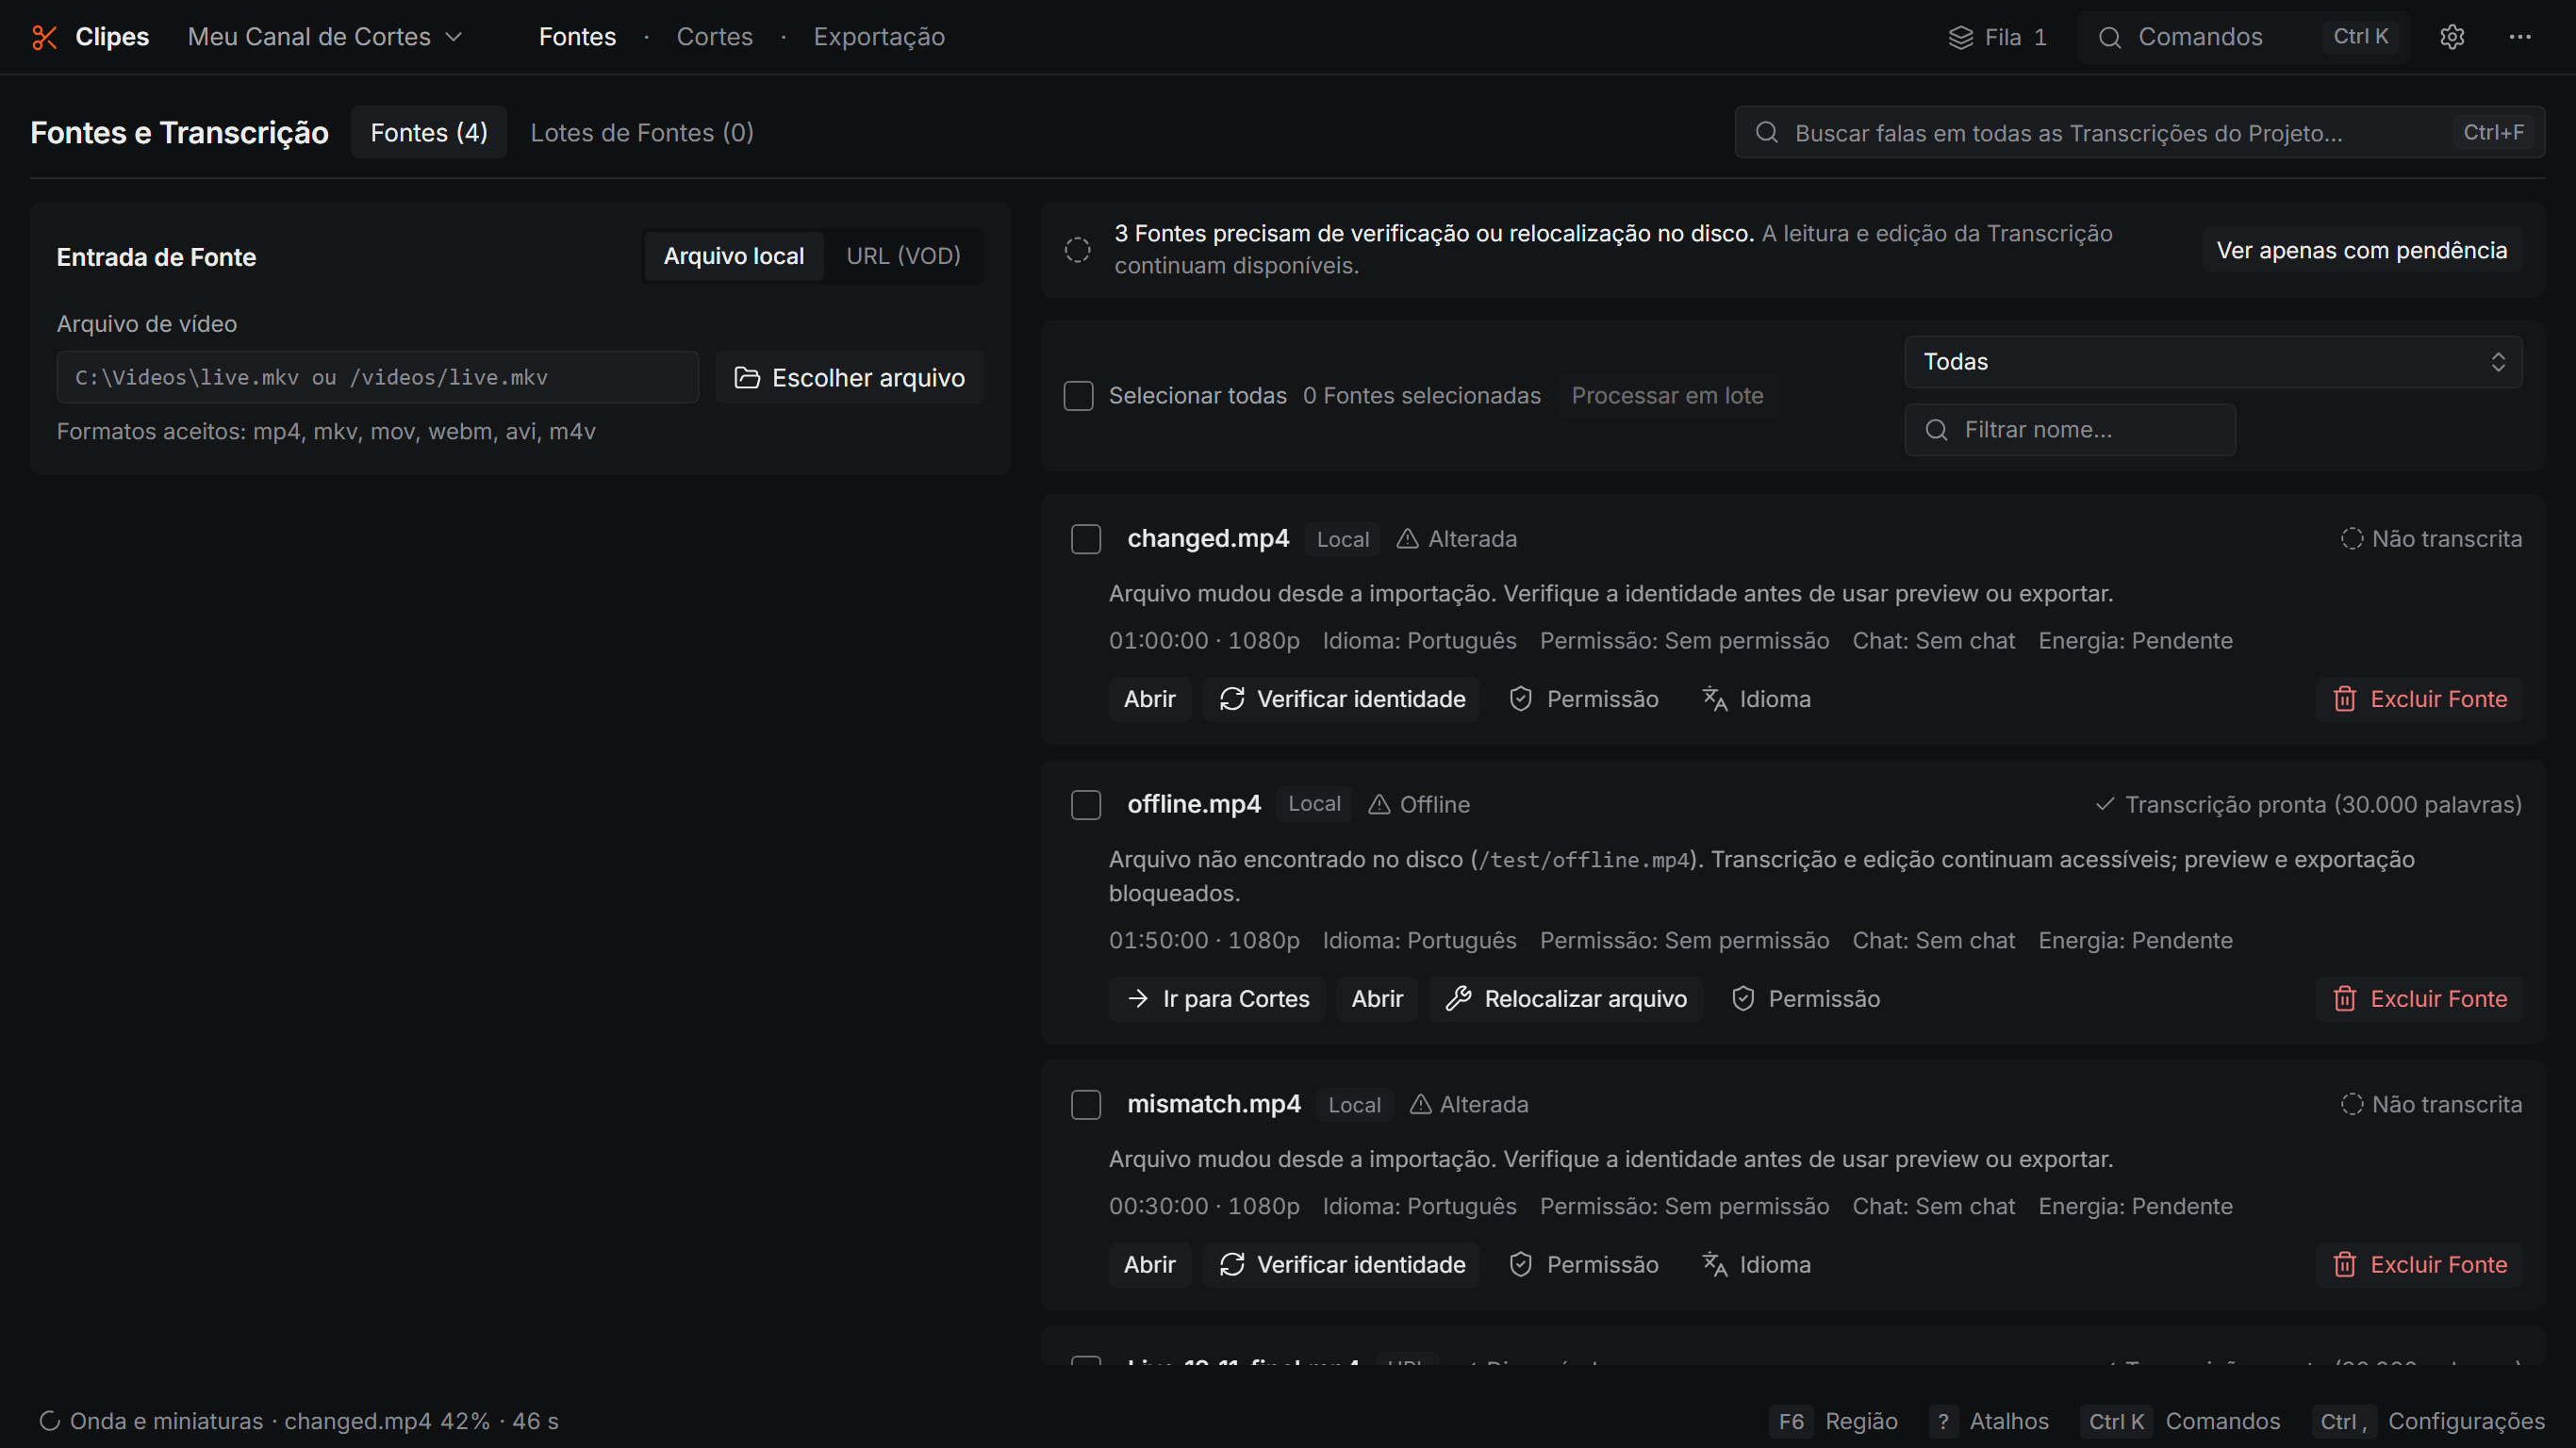 Clipes Meu Canal de Cortes Fontes · Cortes · Exportação Fila 1 Comandos Ctrl K
Fontes e Transcrição Fontes (4) Lotes de Fontes (0) Buscar falas em todas as Transcrições do Projeto... Ctrl+F
Entrada de Fonte Arquivo local URL (VOD)
Arquivo de vídeo
C:\Videos\live.mkv ou /videos/live.mkv Escolher arquivo
Formatos aceitos: mp4, mkv, mov, webm, avi, m4v
3 Fontes precisam de verificação ou relocalização no disco. A leitura e edição da Transcrição
continuam disponíveis.
Ver apenas com pendência
Selecionar todas 0 Fontes selecionadas Processar em lote
Todas
Filtrar nome...
changed.mp4 Local Alterada Não transcrita
Arquivo mudou desde a importação. Verifique a identidade antes de usar preview ou exportar.
01:00:00 · 1080p Idioma: Português Permissão: Sem permissão Chat: Sem chat Energia: Pendente
Abrir Verificar identidade Permissão Idioma Excluir Fonte
offline.mp4 Local Offline Transcrição pronta (30.000 palavras)
Arquivo não encontrado no disco (/test/offline.mp4). Transcrição e edição continuam acessíveis; preview e exportação
bloqueados.
01:50:00 · 1080p Idioma: Português Permissão: Sem permissão Chat: Sem chat Energia: Pendente
Ir para Cortes Abrir Relocalizar arquivo Permissão Excluir Fonte
mismatch.mp4 Local Alterada Não transcrita
Arquivo mudou desde a importação. Verifique a identidade antes de usar preview ou exportar.
00:30:00 · 1080p Idioma: Português Permissão: Sem permissão Chat: Sem chat Energia: Pendente
Abrir Verificar identidade Permissão Idioma Excluir Fonte
Onda e miniaturas · changed.mp4 42% · 46 s F6 Região ? Atalhos Ctrl K Comandos Ctrl , Configurações